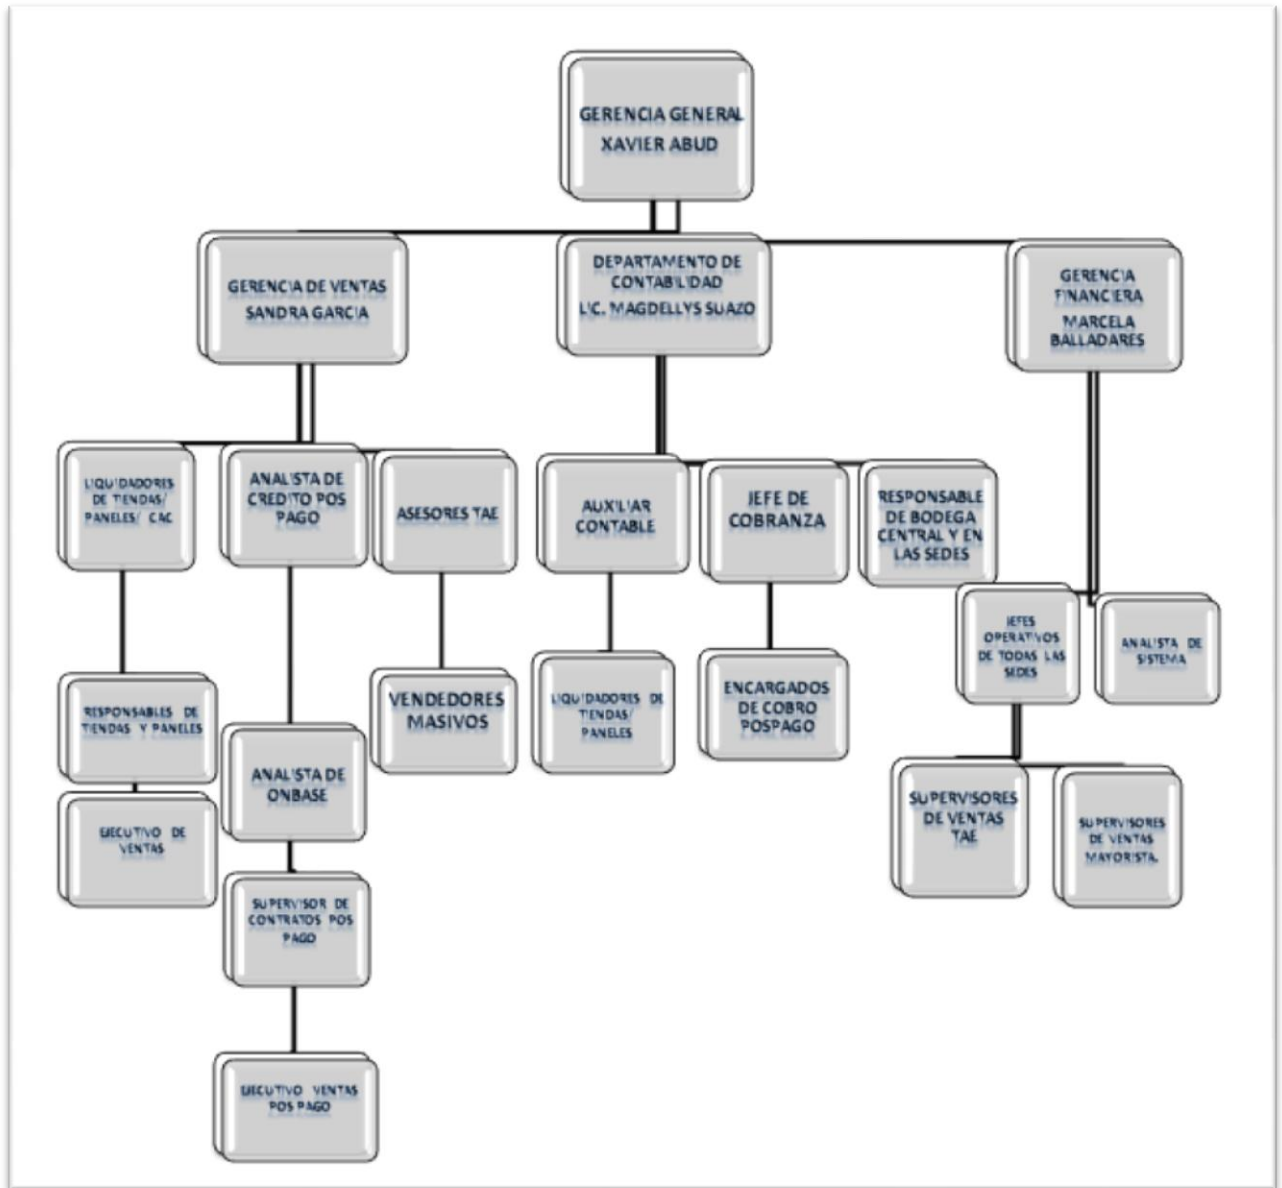 GERENCIA GENERAL
XAVIER ABUD
GERENCIA DE VENTAS
SANDRA GARCIA
DEPARTAMENTO DE
CONTABILIDAD
LIC. MAGDELLYS SUAZO
GERENCIA
FINANCIERA
MARCELA
BALLADARES
LIQUIDADORES
DE TIENDAS/
PANELES/ CAC
ANALISTA DE
CREDITO POS
PAGO
ASESORES TAE
AUXILIAR
CONTABLE
JEFE DE
COBRANZA
RESPONSABLE
DE BODEGA
CENTRAL Y EN
LAS SEDES
JEFES
OPERATIVOS
DE TODAS LAS
SEDES
ANALISTA DE
SISTEMA
RESPONSABLES DE
TIENDAS Y PANELES
VENDEDORES
MASIVOS
LIQUIDADORES DE
TIENDAS/
PANELES
ENCARGADOS
DE COBRO
POSPAGO
ANALISTA DE
ONBASE
EJECUTIVO DE
VENTAS
SUPERVISORES
DE VENTAS
TAE
SUPERVISORES
DE VENTAS
MAYORISTA.
SUPERVISOR DE
CONTRATOS POS
PAGO
EJECUTIVO VENTAS
POS PAGO